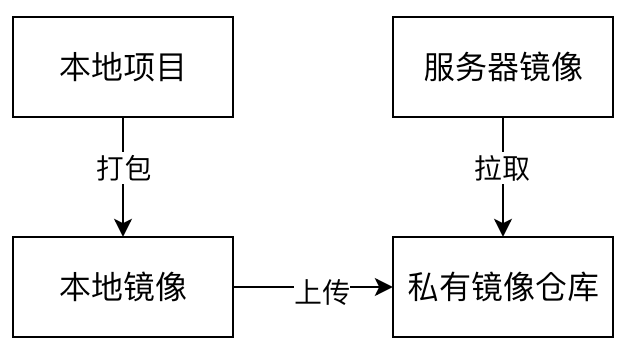 本地项目
服务器镜像
打包
拉取
本地镜像
上传
私有镜像仓库